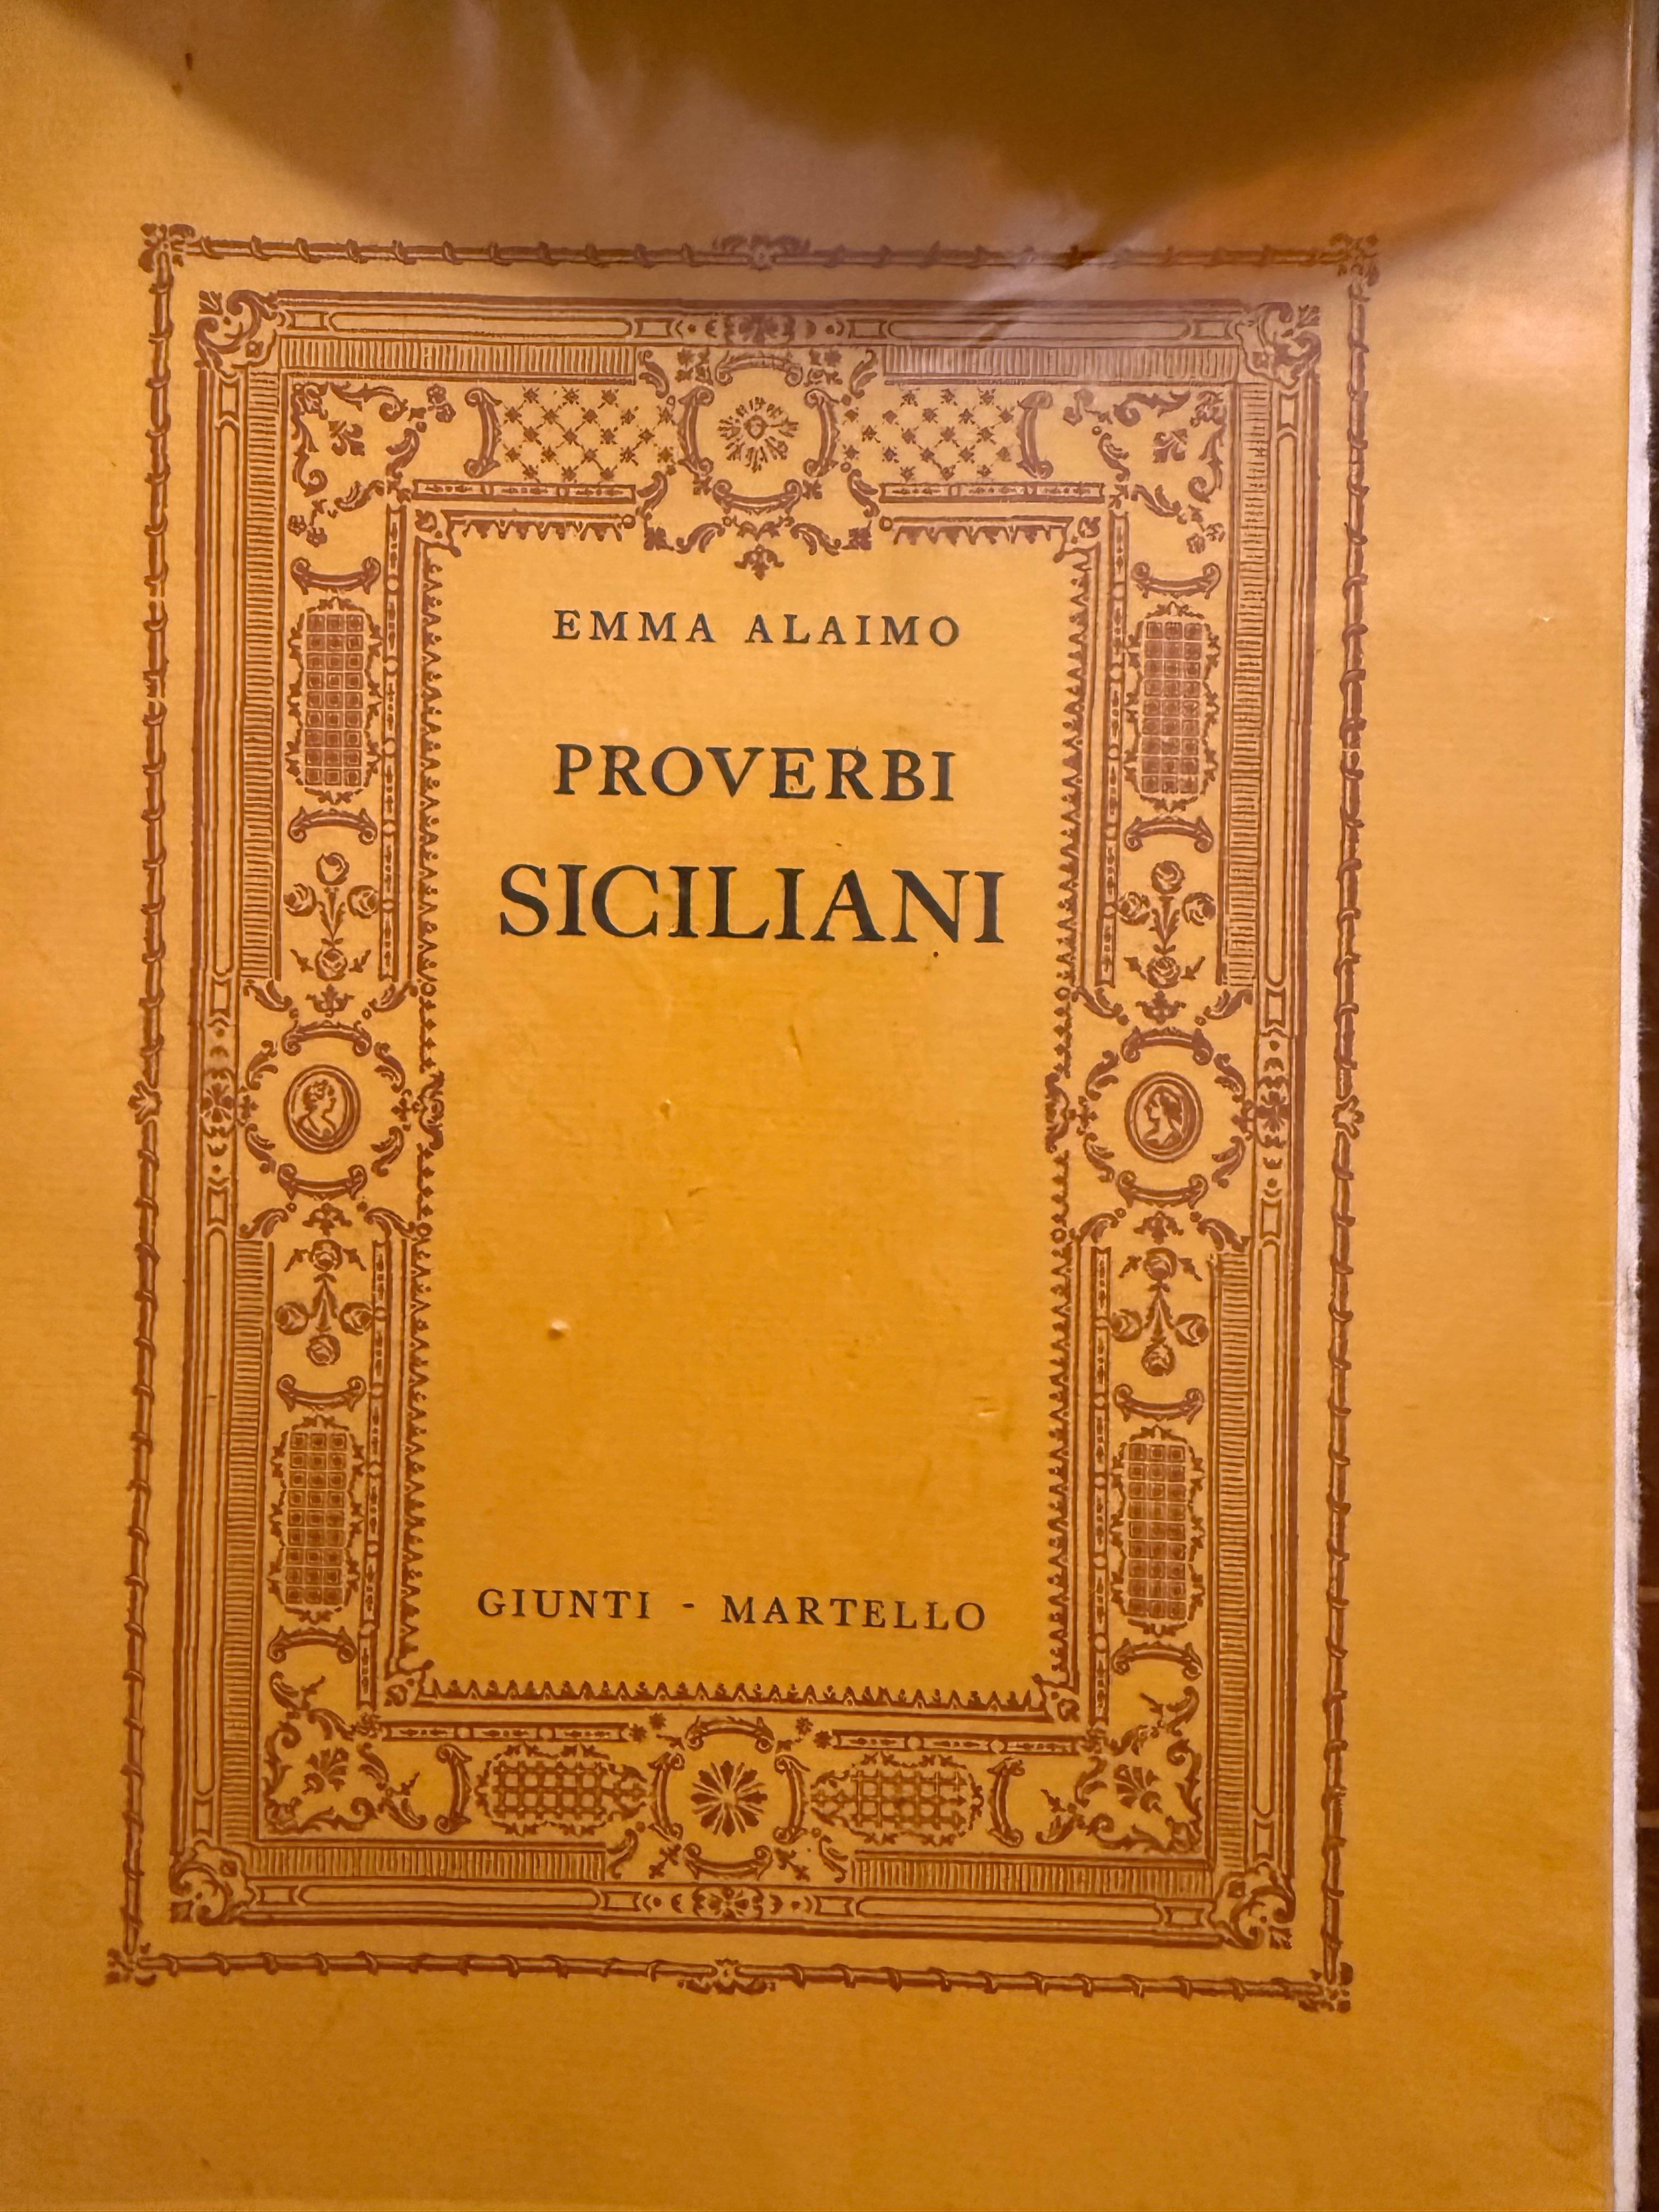 EMMA ALAIMO
PROVERBI
SICILIANI
GIUNTI - MARTELLO